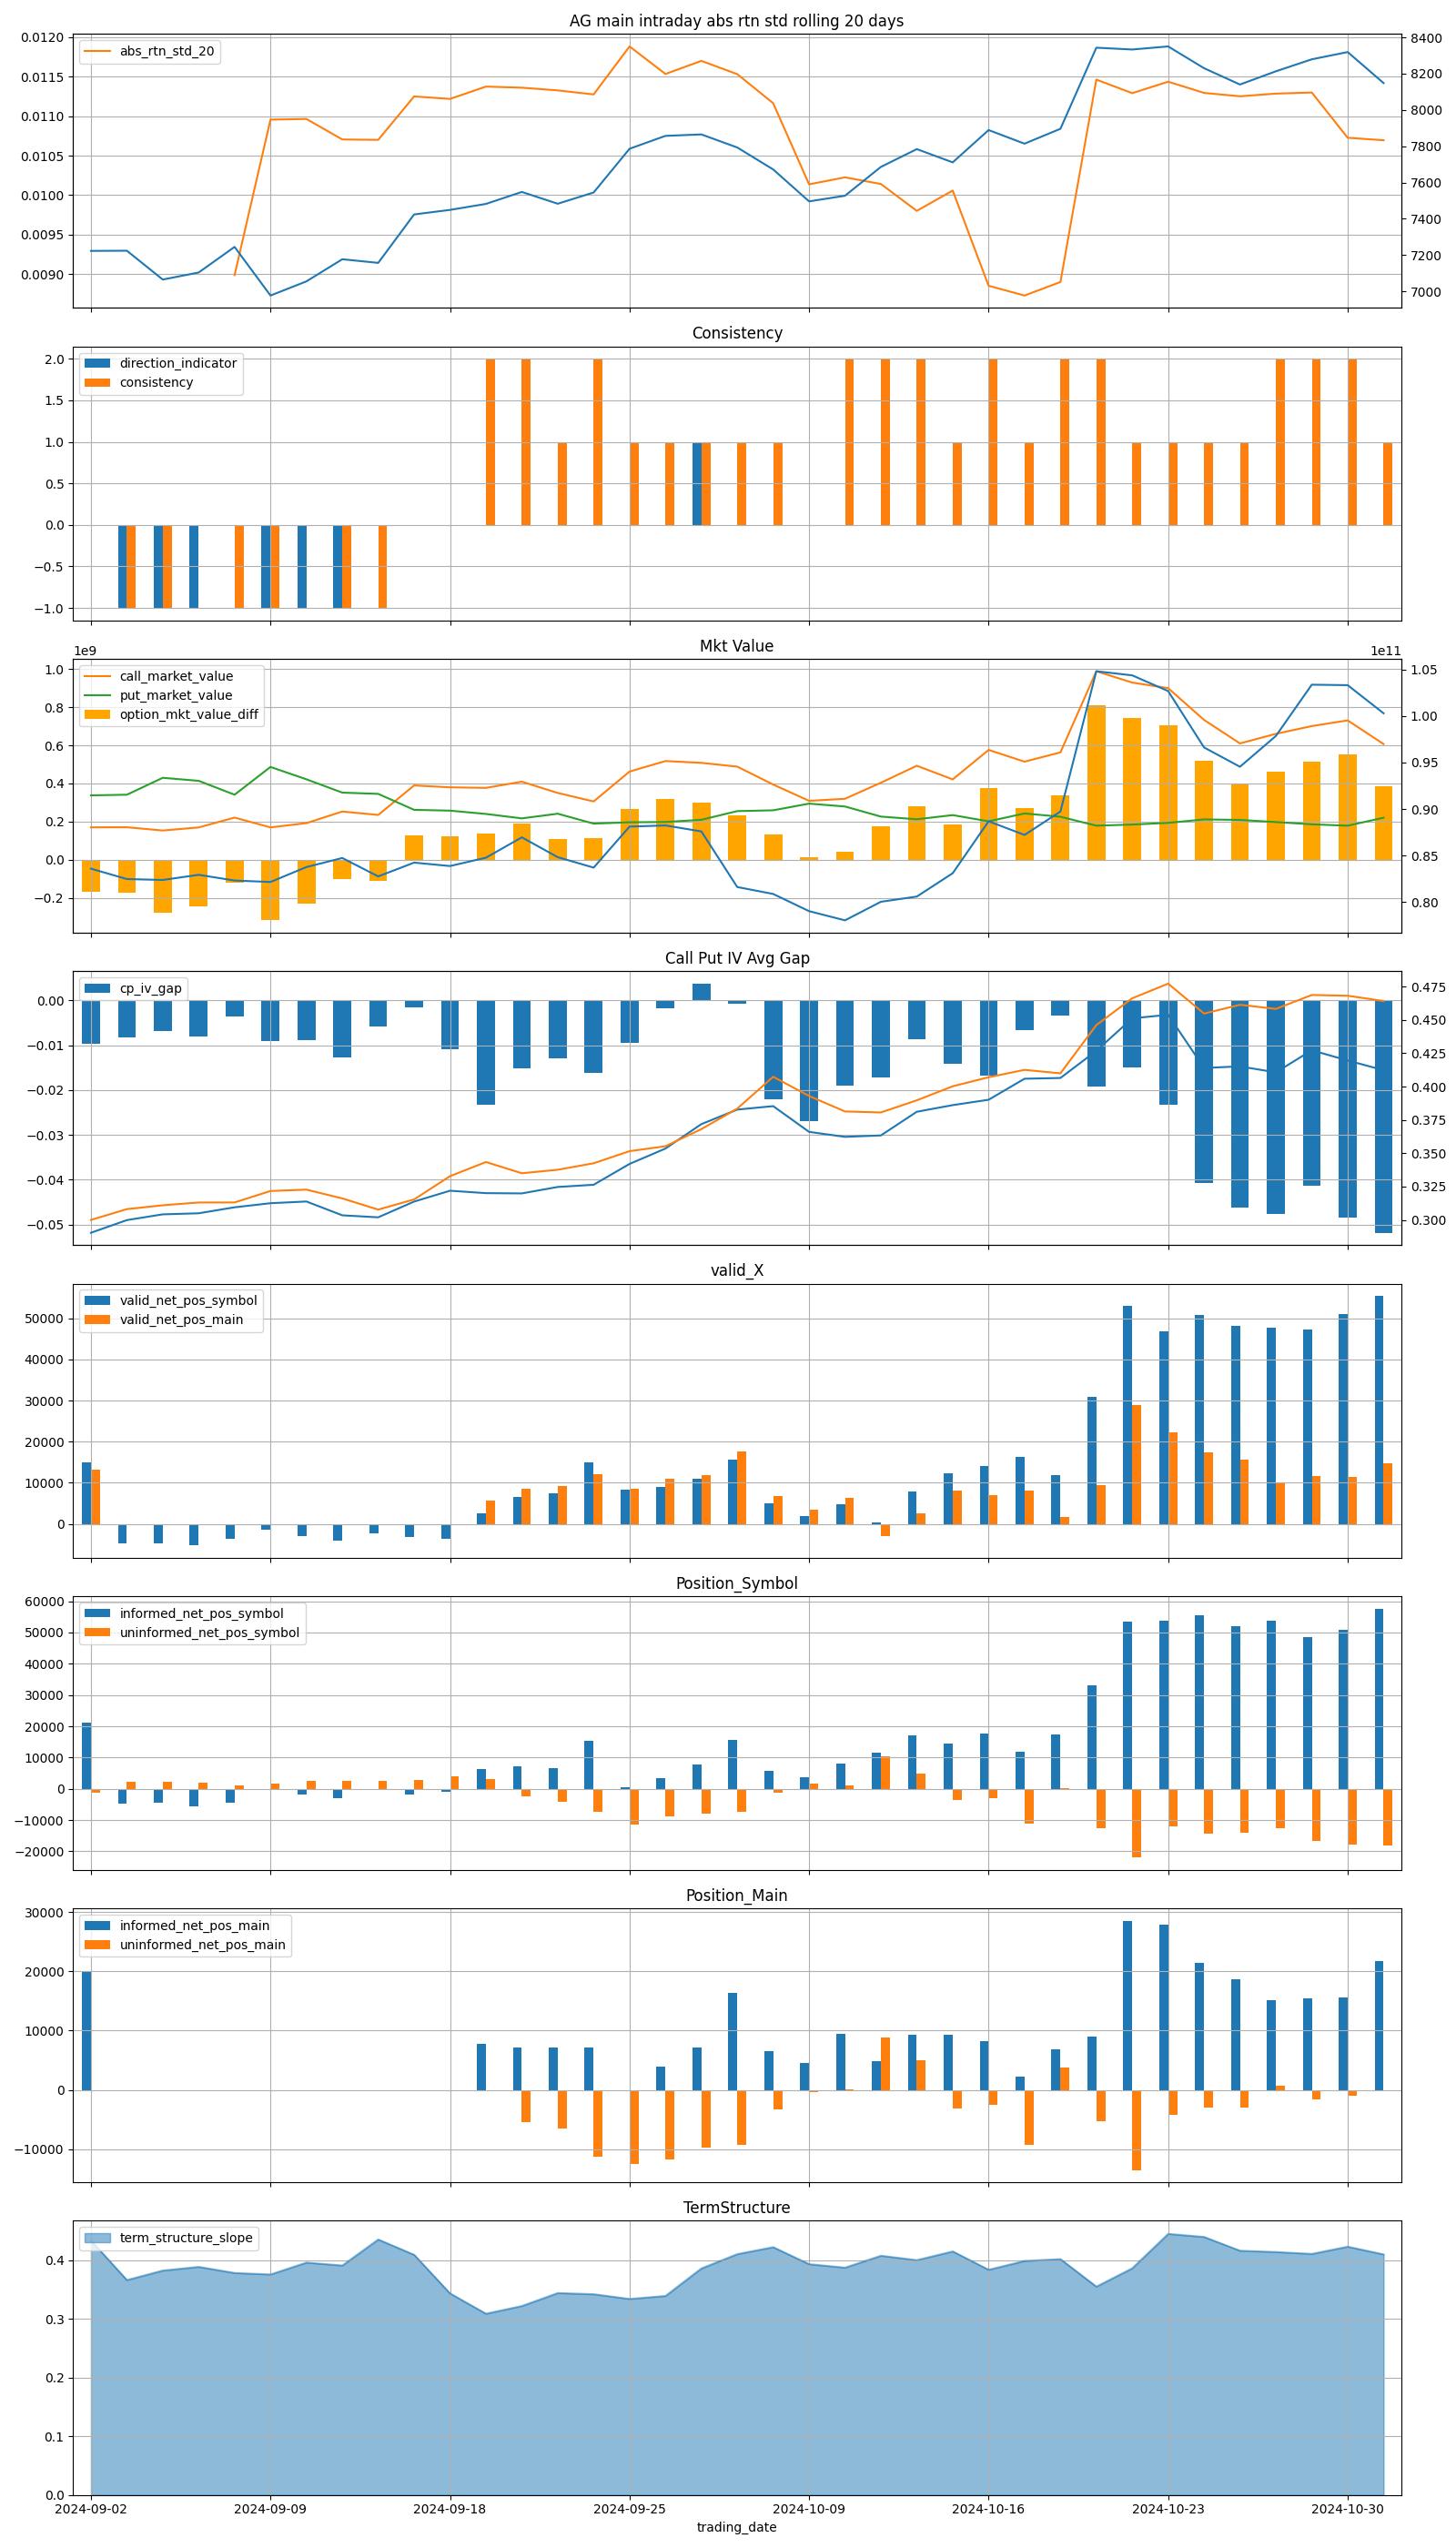 AG main intraday abs rtn std rolling 20 days
abs_rtn_std_20
0.0120
0.0115
0.0110
0.0105
0.0100
0.0095
0.0090
8400
8200
8000
7800
7600
7400
7200
7000
Consistency
direction_indicator
consistency
2.0
1.5
1.0
0.5
0.0
−0.5
−1.0
Mkt Value
1e9
1e11
call_market_value
put_market_value
option_mkt_value_diff
1.0
0.8
0.6
0.4
0.2
0.0
−0.2
1.05
1.00
0.95
0.90
0.85
0.80
Call Put IV Avg Gap
cp_iv_gap
0.00
−0.01
−0.02
−0.03
−0.04
−0.05
0.475
0.450
0.425
0.400
0.375
0.350
0.325
0.300
valid_X
valid_net_pos_symbol
valid_net_pos_main
50000
40000
30000
20000
10000
0
Position_Symbol
informed_net_pos_symbol
uninformed_net_pos_symbol
60000
50000
40000
30000
20000
10000
0
−10000
−20000
Position_Main
informed_net_pos_main
uninformed_net_pos_main
30000
20000
10000
0
−10000
TermStructure
term_structure_slope
0.4
0.3
0.2
0.1
0.0
2024-09-02 2024-09-09 2024-09-18 2024-09-25 2024-10-09 2024-10-16 2024-10-23 2024-10-30
trading_date